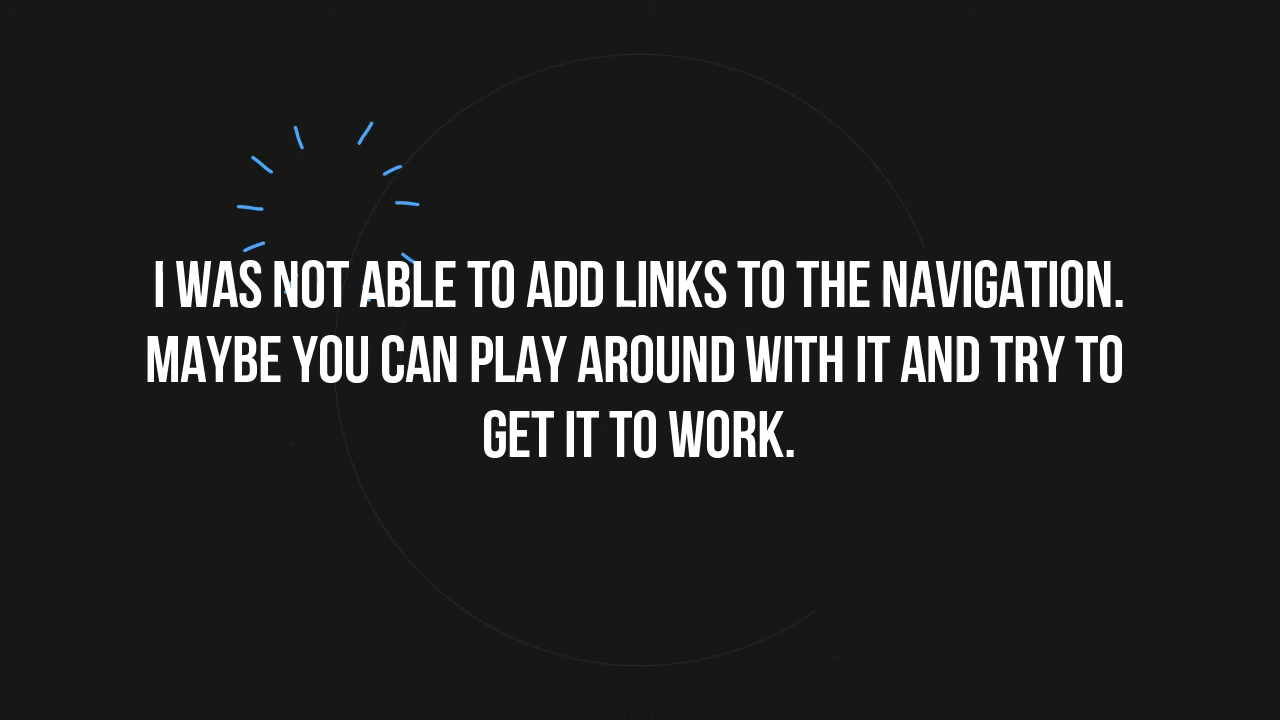 I WAS NOT ABLE TO ADD LINKS TO THE NAVIGATION.
MAYBE YOU CAN PLAY AROUND WITH IT AND TRY TO
GET IT TO WORK.